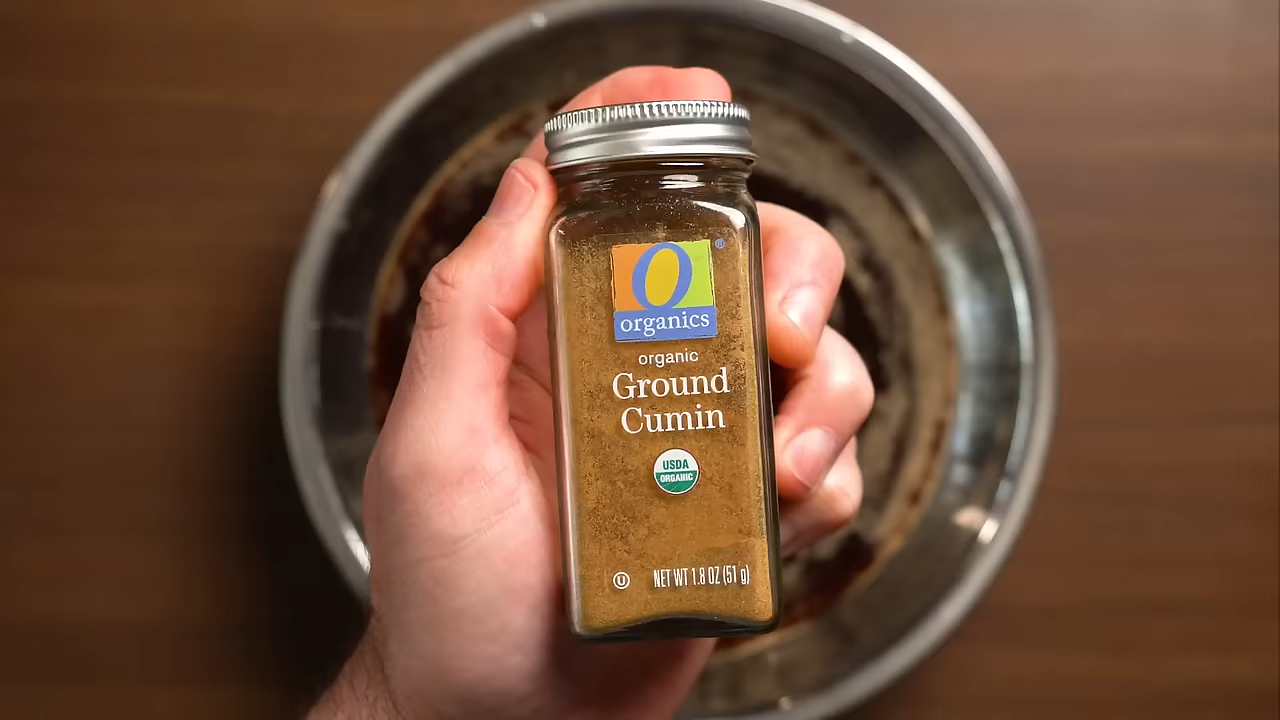 O
®
organics
organic
Ground
Cumin
USDA
ORGANIC
U
NET WT 1.8 OZ (51 g)